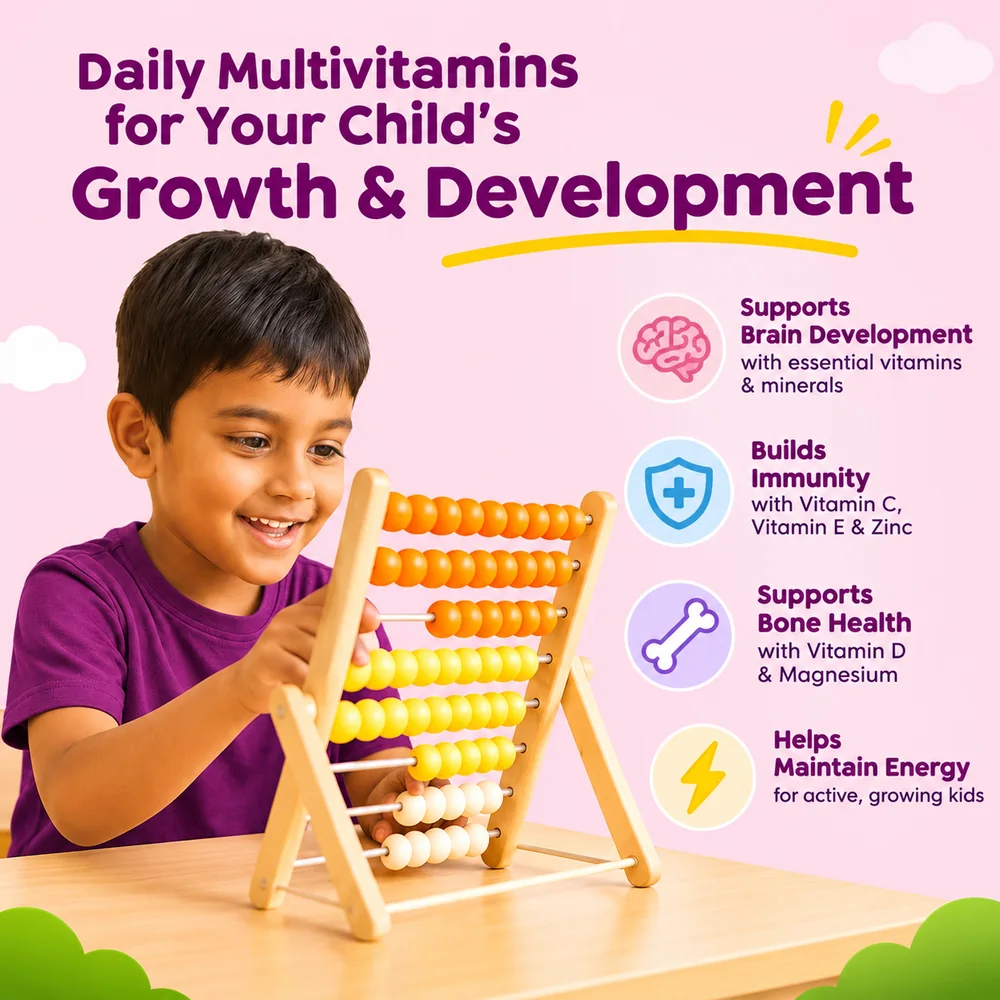 Daily Multivitamins
for Your Child's
Growth & Development
Supports
Brain Development
with essential vitamins
& minerals
Builds
Immunity
with Vitamin C,
Vitamin E & Zinc
Supports
Bone Health
with Vitamin D
& Magnesium
Helps
Maintain Energy
for active, growing kids